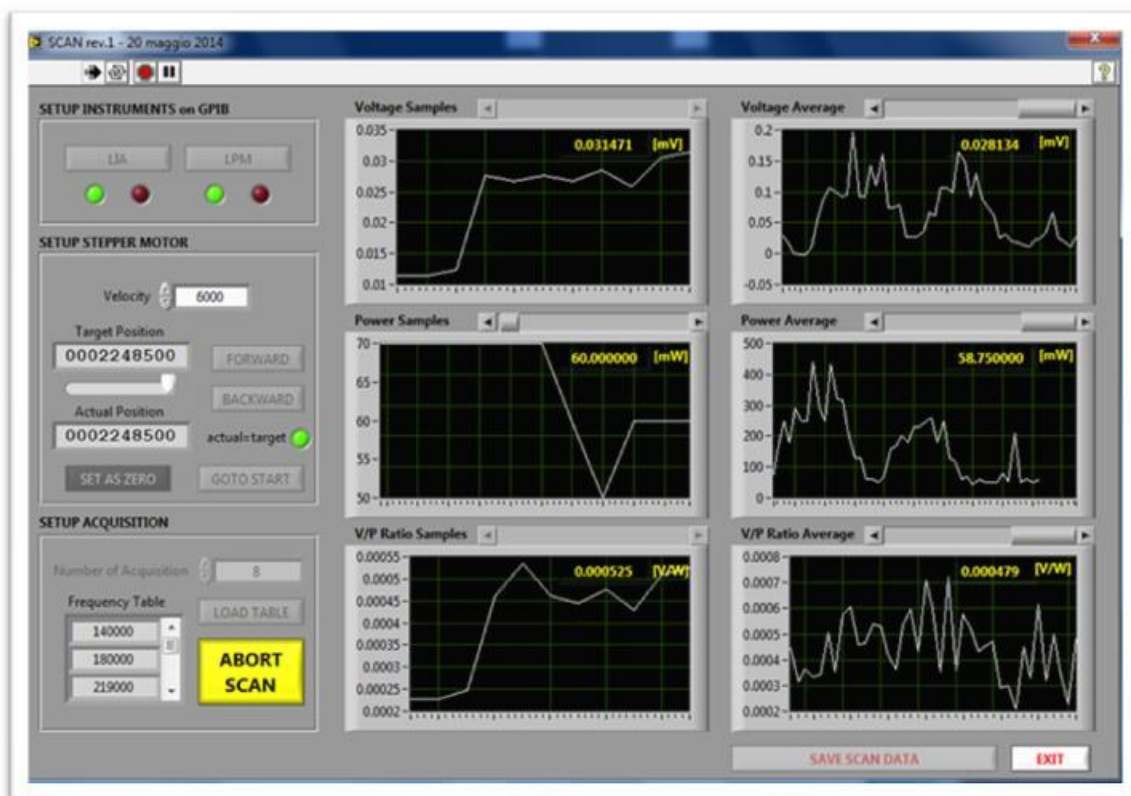 SCAN rev.1 - 20 maggio 2014
SETUP INSTRUMENTS on GPIB
LIA
LPM
SETUP STEPPER MOTOR
Velocity
6000
Target Position
0002248500
FORWARD
BACKWARD
Actual Position
0002248500
actual=target
SET AS ZERO
GOTO START
SETUP ACQUISITION
Number of Acquisition
8
Frequency Table
LOAD TABLE
140000
180000
219000
ABORT
SCAN
Voltage Samples
0.031471 [mV]
0.035
0.03
0.025
0.02
0.015
0.01
Voltage Average
0.028134 [mV]
0.2
0.15
0.1
0.05
0
-0.05
Power Samples
60.000000 [mW]
70
65
60
55
50
Power Average
58.750000 [mW]
500
400
300
200
100
0
V/P Ratio Samples
0.000525 [V/W]
0.00055
0.0005
0.00045
0.0004
0.00035
0.0003
0.00025
0.0002
V/P Ratio Average
0.000479 [V/W]
0.0008
0.0007
0.0006
0.0005
0.0004
0.0003
0.0002
SAVE SCAN DATA
EXIT